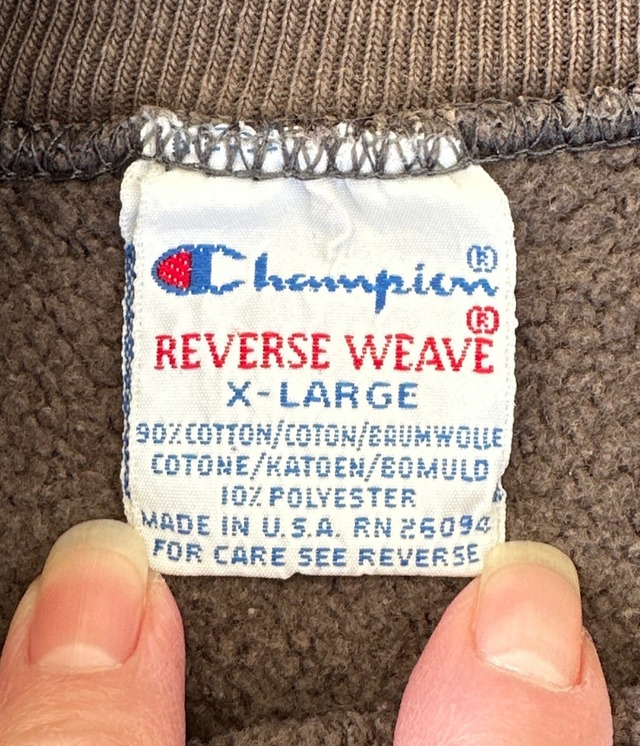 Champion®
®
REVERSE WEAVE
X-LARGE
90% COTTON/COTON/BAUMWOLLE
COTONE/KATOEN/BOMULD
10% POLYESTER
MADE IN U.S.A. RN 26094
FOR CARE SEE REVERSE